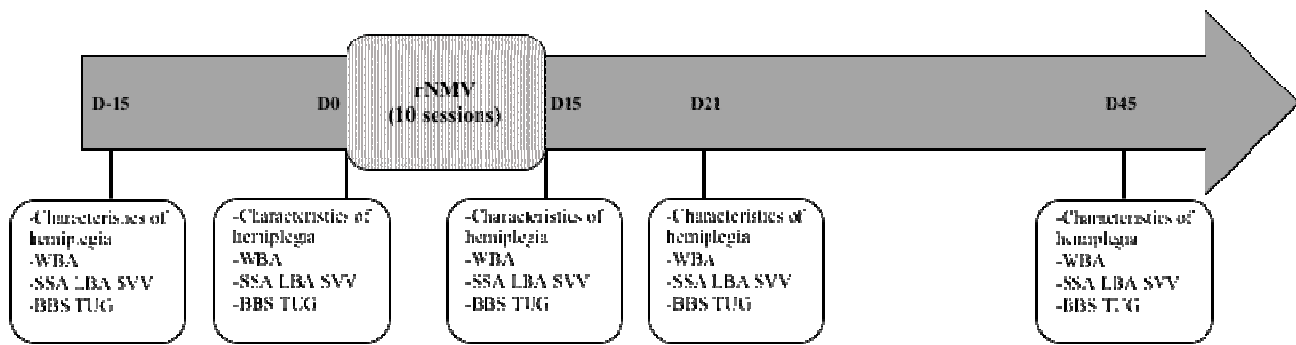 D-15
D0
rNMV
(10 sessions)
D15
D21
D45
-Characteristics of
hemiplegia
-WBA
-SSA LBA SVV
-BBS TUG
-Characteristics of
hemiplegia
-WBA
-SSA LBA SVV
-BBS TUG
-Characteristics of
hemiplegia
-WBA
-SSA LBA SVV
-BBS TUG
-Characteristics of
hemiplegia
-WBA
-SSA LBA SVV
-BBS TUG
-Characteristics of
hemiplegia
-WBA
-SSA LBA SVV
-BBS TUG